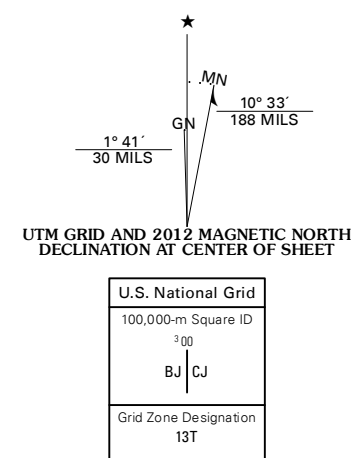 ★
MN
GN
10° 33´
188 MILS
1° 41´
30 MILS
UTM GRID AND 2012 MAGNETIC NORTH
DECLINATION AT CENTER OF SHEET
U.S. National Grid
100,000-m Square ID
³00
BJ CJ
Grid Zone Designation
13T